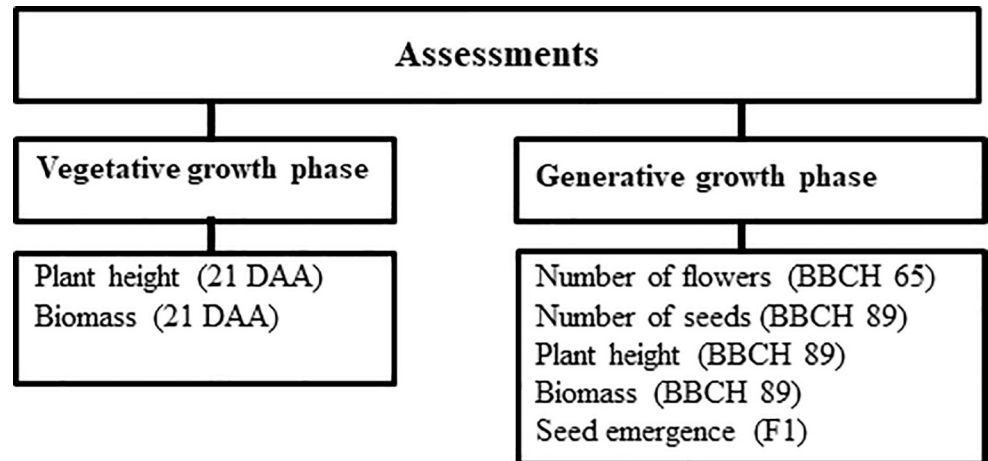 Assessments
Vegetative growth phase
Plant height (21 DAA)
Biomass (21 DAA)
Generative growth phase
Number of flowers (BBCH 65)
Number of seeds (BBCH 89)
Plant height (BBCH 89)
Biomass (BBCH 89)
Seed emergence (F1)